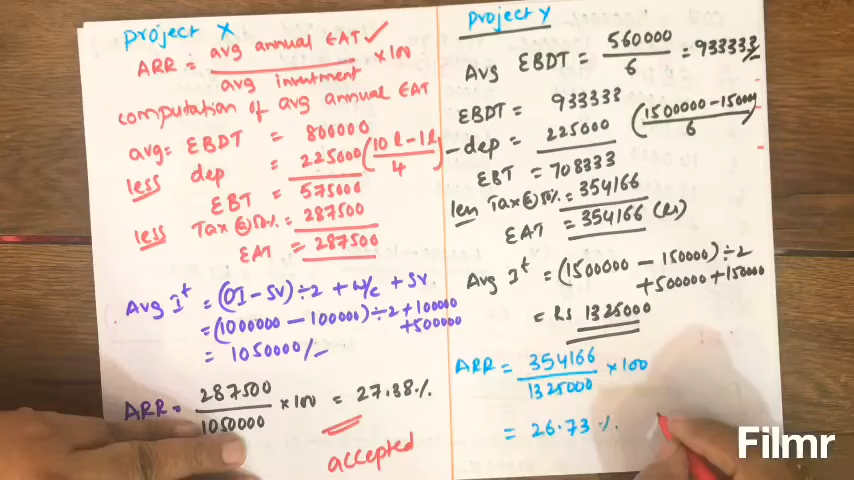 project X
ARR = avg annual EAT ✓ / avg investment × 100
computation of avg annual EAT
avg = EBDT = 800000
less dep = 225000 (10L - 1L / 4)
EBT = 575000
less Tax @ 50% = 287500
EAT = 287500
Avg It = (OI - SV) ÷ 2 + W/C + SV
= (1000000 - 100000) ÷ 2 + 100000
+ 500000
= 1050000/-
ARR = 287500 / 1050000 × 100 = 27.38%
accepted
project Y
Avg EBDT = 560000 / 6 = 933333/-
EBDT = 933333
- dep = 225000 (1500000 - 15000 / 6
EBT = 708333
len Tax @ 50% = 354166
EAT = 354166 (Rs)
Avg It = (1500000 - 150000) ÷ 2
+ 500000 + 150000
= Rs 1325000
ARR = 354166 / 1325000 × 100
= 26.73 %.
Filmr